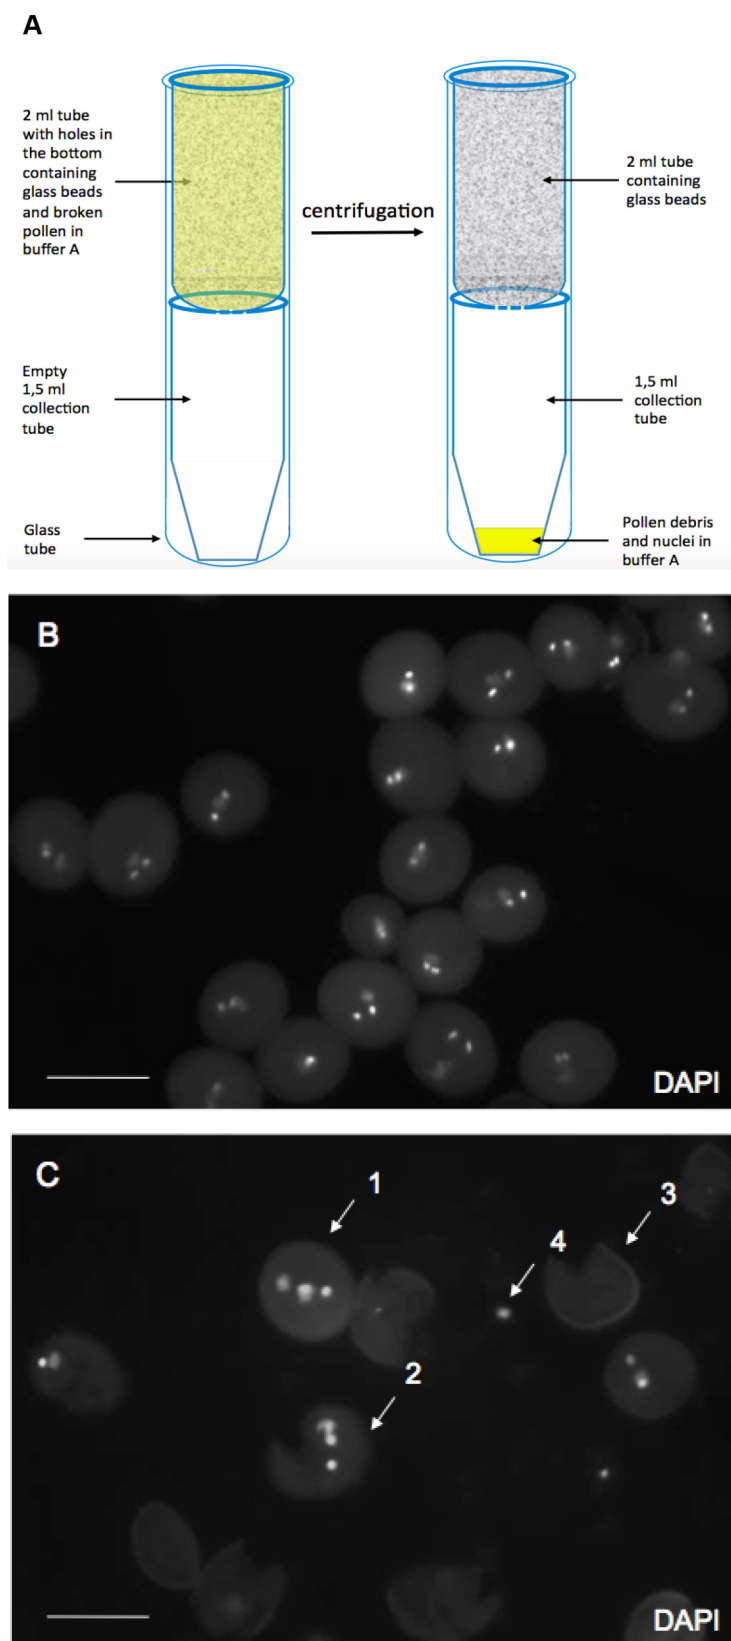 A
2 ml tube
with holes in
the bottom
containing
glass beads
and broken
pollen in
buffer A
centrifugation
2 ml tube
containing
glass beads
Empty
1,5 ml
collection
tube
1,5 ml
collection
tube
Glass
tube
Pollen debris
and nuclei in
buffer A
B
DAPI
C
1
3
4
2
DAPI